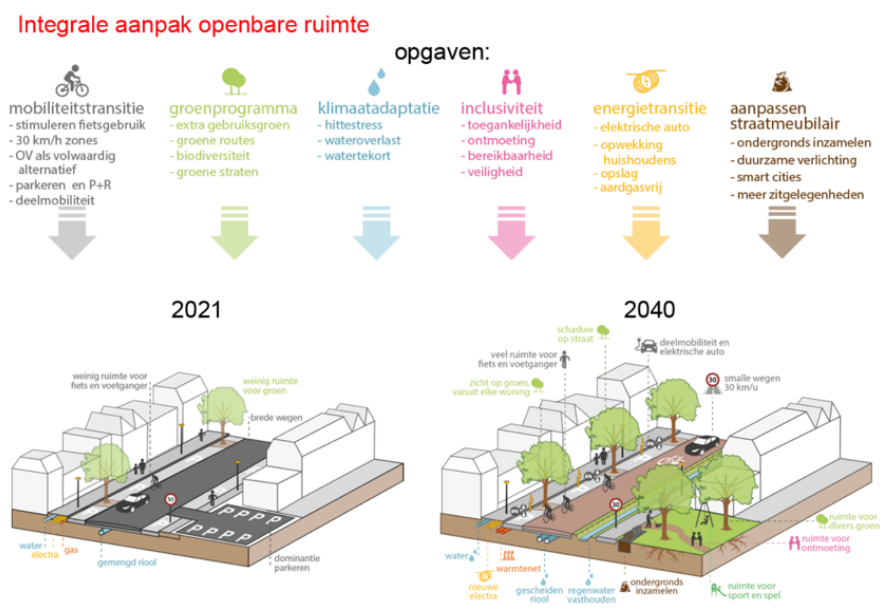 Integrale aanpak openbare ruimte
opgaven:
mobiliteitstransitie
- stimuleren fietsgebruik
- 30 km/h zones
- OV als volwaardig
alternatief
- parkeren en P+R
- deelmobiliteit
groenprogramma
- extra gebruiksgroen
- groene routes
- biodiversiteit
- groene straten
klimaatadaptatie
- hittestress
- wateroverlast
- watertekort
inclusiviteit
- toegankelijkheid
- ontmoeting
- bereikbaarheid
- veiligheid
energietransitie
- elektrische auto
- opwekking
huishoudens
- opslag
- aardgasvrij
aanpassen
straatmeubilair
- ondergronds inzamelen
- duurzame verlichting
- smart cities
- meer zitgelegenheden
2021
weinig ruimte voor
fiets en voetganger
weinig ruimte
voor groen
brede wegen
50
P P P P
P P P P
water
electra
gas
gemengd riool
dominantie
parkeren
2040
schaduw
op straat
deelmobiliteit en
elektrische auto
veel ruimte voor
fiets en voetganger
zicht op groen,
vanuit elke woning
30
smalle wegen
30 km/u
30
ruimte voor
divers groen
ruimte voor
ontmoeting
water
warmtenet
nieuwe
electra
gescheiden
riool
regenwater
vasthouden
ondergronds
inzamelen
ruimte voor
sport en spel